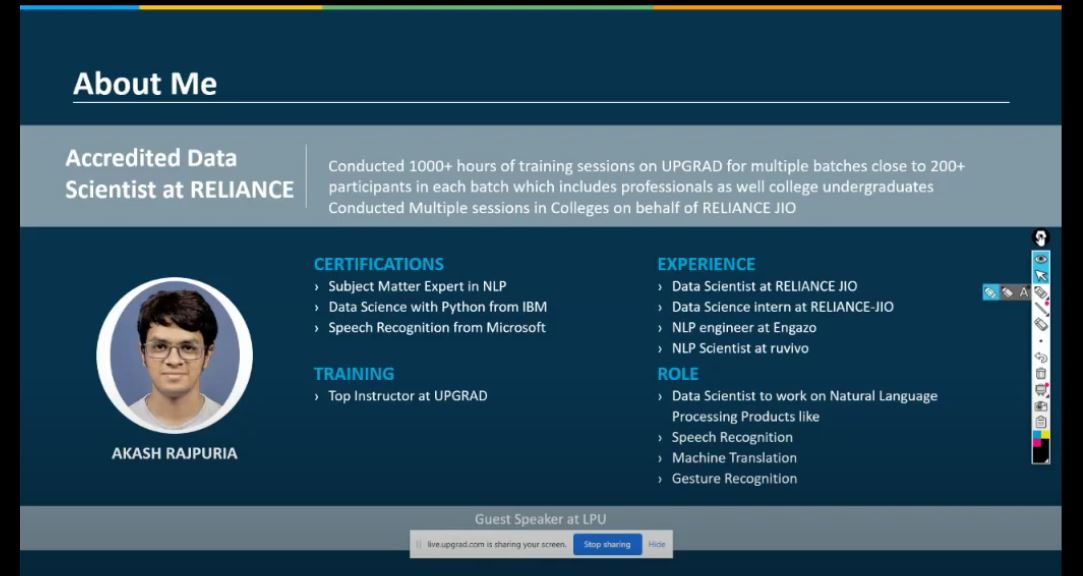 About Me
Accredited Data
Scientist at RELIANCE
Conducted 1000+ hours of training sessions on UPGRAD for multiple batches close to 200+
participants in each batch which includes professionals as well college undergraduates
Conducted Multiple sessions in Colleges on behalf of RELIANCE JIO
CERTIFICATIONS
› Subject Matter Expert in NLP
› Data Science with Python from IBM
› Speech Recognition from Microsoft
TRAINING
› Top Instructor at UPGRAD
EXPERIENCE
› Data Scientist at RELIANCE JIO
› Data Science intern at RELIANCE-JIO
› NLP engineer at Engazo
› NLP Scientist at ruvivo
ROLE
› Data Scientist to work on Natural Language
Processing Products like
› Speech Recognition
› Machine Translation
› Gesture Recognition
AKASH RAJPURIA
Guest Speaker at LPU
live.upgrad.com is sharing your screen.
Stop sharing
Hide
A